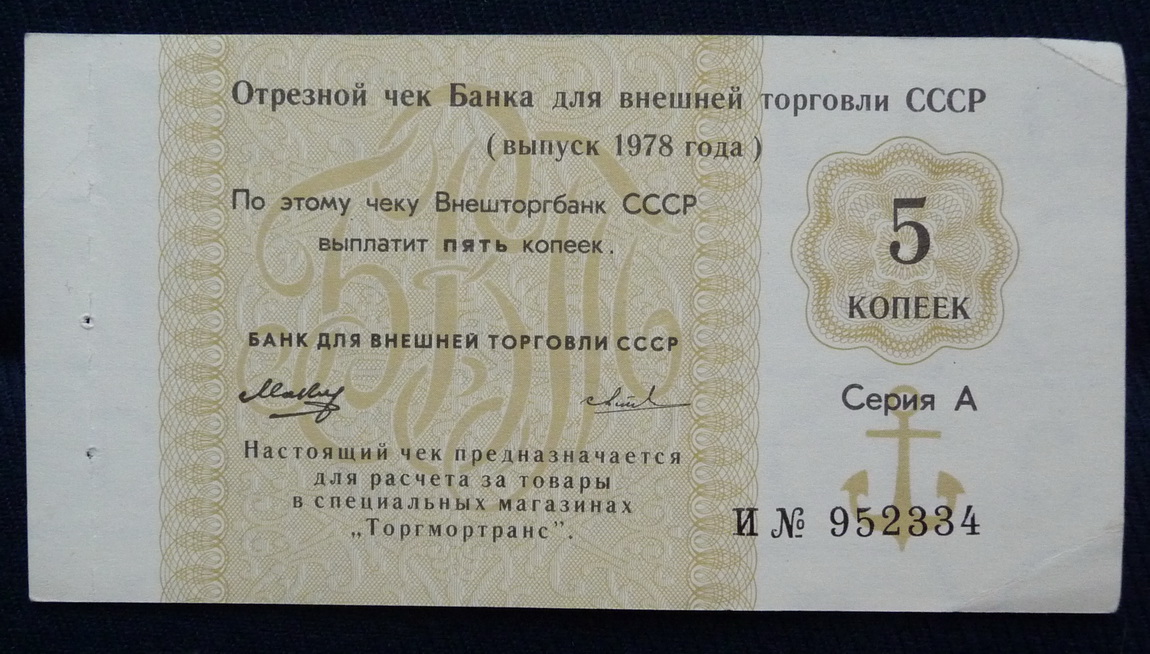 Отрезной чек Банка для внешней торговли СССР
(выпуск 1978 года)
По этому чеку Внешторгбанк СССР
выплатит пять копеек.
5
КОПЕЕК
БАНК ДЛЯ ВНЕШНЕЙ ТОРГОВЛИ СССР
Серия А
Настоящий чек предназначается
для расчета за товары
в специальных магазинах
„Торгмортранс”.
И № 952334